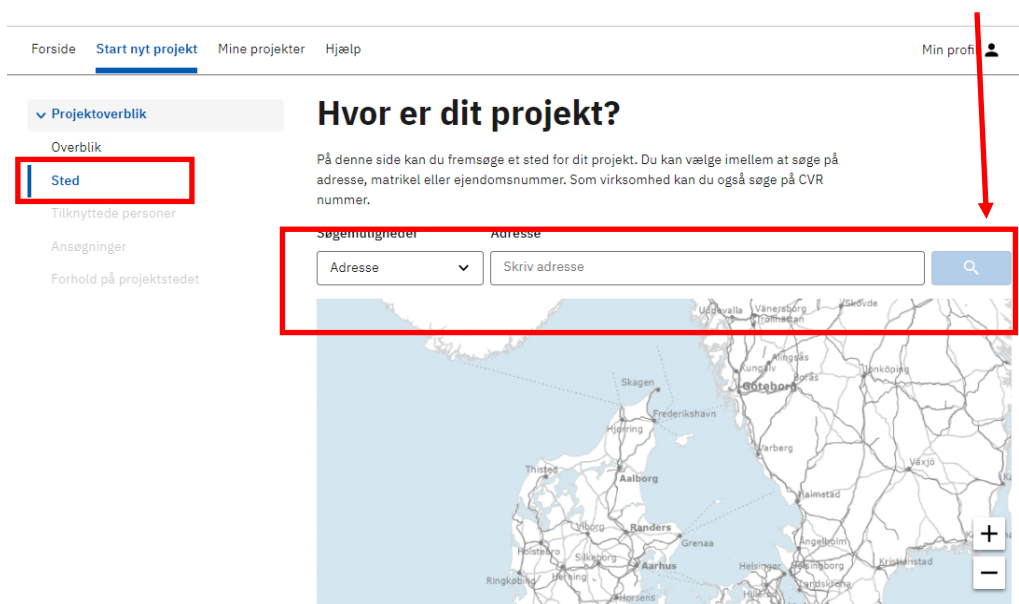 Forside Start nyt projekt Mine projekter Hjælp Min profil
Projektoverblik
Overblik
Sted
Tilknyttede personer
Ansøgninger
Forhold på projektstedet
Hvor er dit projekt?
På denne side kan du fremsøge et sted for dit projekt. Du kan vælge imellem at søge på
adresse, matrikel eller ejendomsnummer. Som virksomhed kan du også søge på CVR
nummer.
Søgemuligheder Adresse
Adresse Skriv adresse
Uddevalla Vänersborg Skövde
Trollhättan
Alingsås
Kungälv Borås Jönköping
Göteborg
Skagen
Frederikshavn
Hjørring
Varberg
Thisted Växjö
Aalborg
Halmstad
Viborg Randers +
Grenaa Ängelholm
Holstebro Silkeborg Aarhus Helsingør Helsingborg Kristianstad
Ringkøbing Herning Landskrona −
Horsens Hillerød